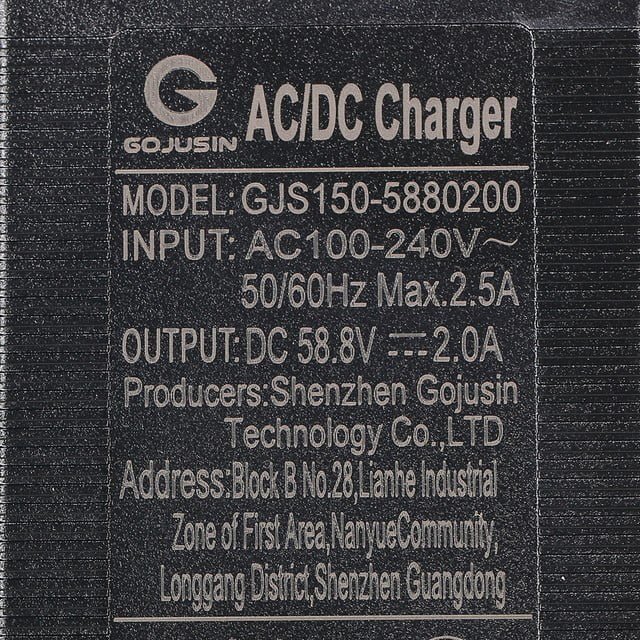 GOJUSIN
AC/DC Charger
MODEL: GJS150-5880200
INPUT: AC100-240V~
50/60Hz Max.2.5A
OUTPUT: DC 58.8V ⎓ 2.0A
Producers:Shenzhen Gojusin
Technology Co.,LTD
Address:Block B No.28,Lianhe Industrial
Zone of First Area,NanyueCommunity,
Longgang District,Shenzhen Guangdong